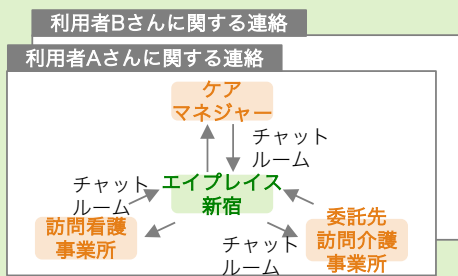 利用者Bさんに関する連絡
利用者Aさんに関する連絡
ケア
マネジャー
チャット
ルーム
チャット
ルーム
エイプレイス
新宿
訪問看護
事業所
チャット
ルーム
委託先
訪問介護
事業所